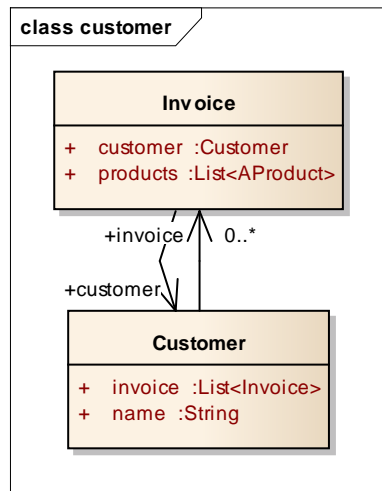 class customer
Invoice
+ customer :Customer
+ products :List<AProduct>
+invoice 0..*
+customer
Customer
+ invoice :List<Invoice>
+ name :String